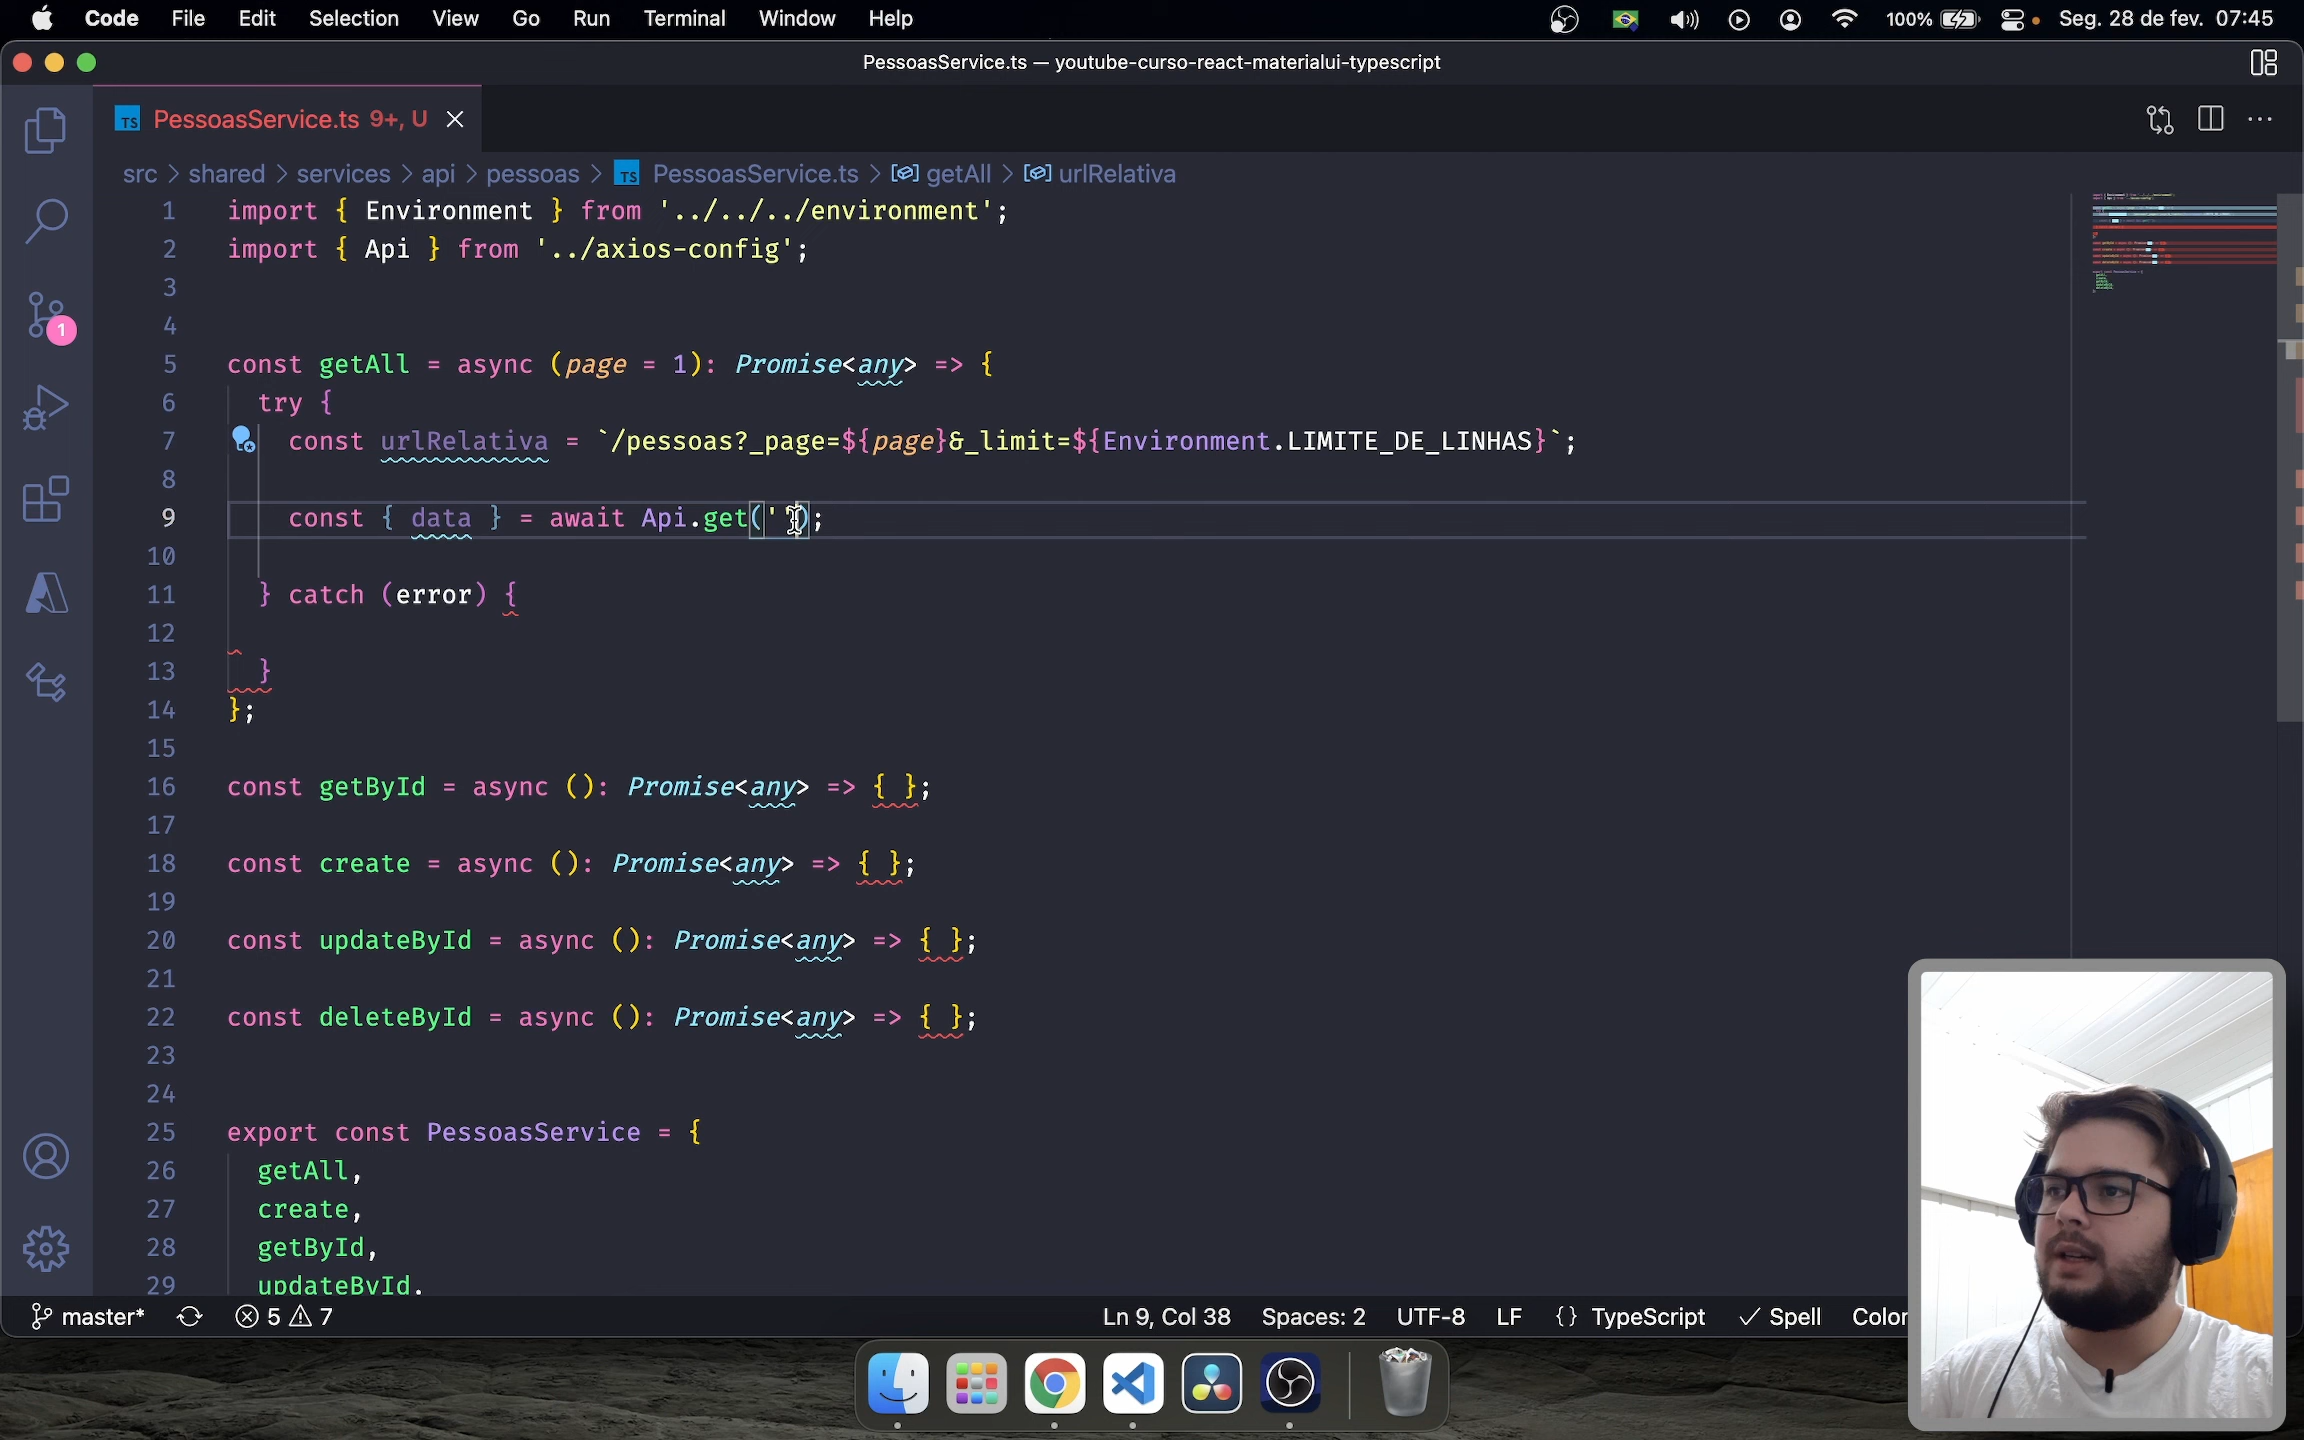 Code File Edit Selection View Go Run Terminal Window Help 100% Seg. 28 de fev. 07:45
PessoasService.ts — youtube-curso-react-materialui-typescript
TS PessoasService.ts 9+, U
src > shared > services > api > pessoas > TS PessoasService.ts > getAll > urlRelativa
1 import { Environment } from '../../../environment';
2 import { Api } from '../axios-config';
3
4
5 const getAll = async (page = 1): Promise<any> => {
6 try {
7 const urlRelativa = `/pessoas?_page=${page}&_limit=${Environment.LIMITE_DE_LINHAS}`;
8
9 const { data } = await Api.get('');
10
11 } catch (error) {
12
13 }
14 };
15
16 const getById = async (): Promise<any> => { };
17
18 const create = async (): Promise<any> => { };
19
20 const updateById = async (): Promise<any> => { };
21
22 const deleteById = async (): Promise<any> => { };
23
24
25 export const PessoasService = {
26 getAll,
27 create,
28 getById,
29 updateById,
1
master* 5 7 Ln 9, Col 38 Spaces: 2 UTF-8 LF {} TypeScript Spell Color